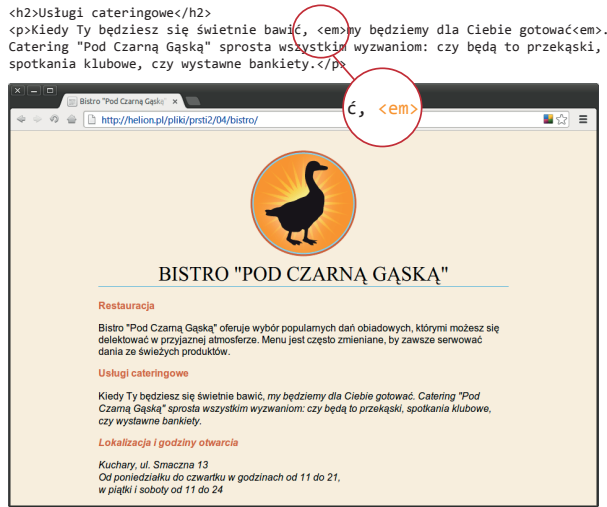 <h2>Usługi cateringowe</h2>
<p>Kiedy Ty będziesz się świetnie bawić, <em>my będziemy dla Ciebie gotować<em>.
Catering "Pod Czarną Gąską" sprosta wszystkim wyzwaniom: czy będą to przekąski,
spotkania klubowe, czy wystawne bankiety.</p>
ć, <em>
Bistro "Pod Czarną Gąską"
http://helion.pl/pliki/prsti2/04/bistro/
BISTRO "POD CZARNĄ GĄSKĄ"
Restauracja
Bistro "Pod Czarną Gąską" oferuje wybór popularnych dań obiadowych, którymi możesz się
delektować w przyjaznej atmosferze. Menu jest często zmieniane, by zawsze serwować
dania ze świeżych produktów.
Usługi cateringowe
Kiedy Ty będziesz się świetnie bawić, my będziemy dla Ciebie gotować. Catering "Pod
Czarną Gąską" sprosta wszystkim wyzwaniom: czy będą to przekąski, spotkania klubowe,
czy wystawne bankiety.
Lokalizacja i godziny otwarcia
Kuchary, ul. Smaczna 13
Od poniedziałku do czwartku w godzinach od 11 do 21,
w piątki i soboty od 11 do 24